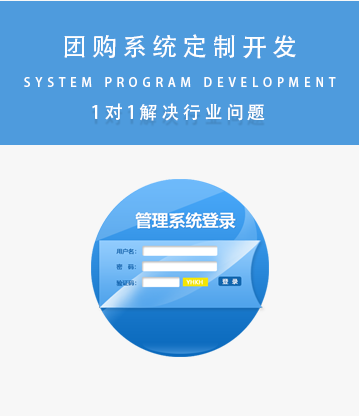 团购系统定制开发
SYSTEM PROGRAM DEVELOPMENT
1对1解决行业问题
管理系统登录
用户名：
密 码：
验证码：
登 录